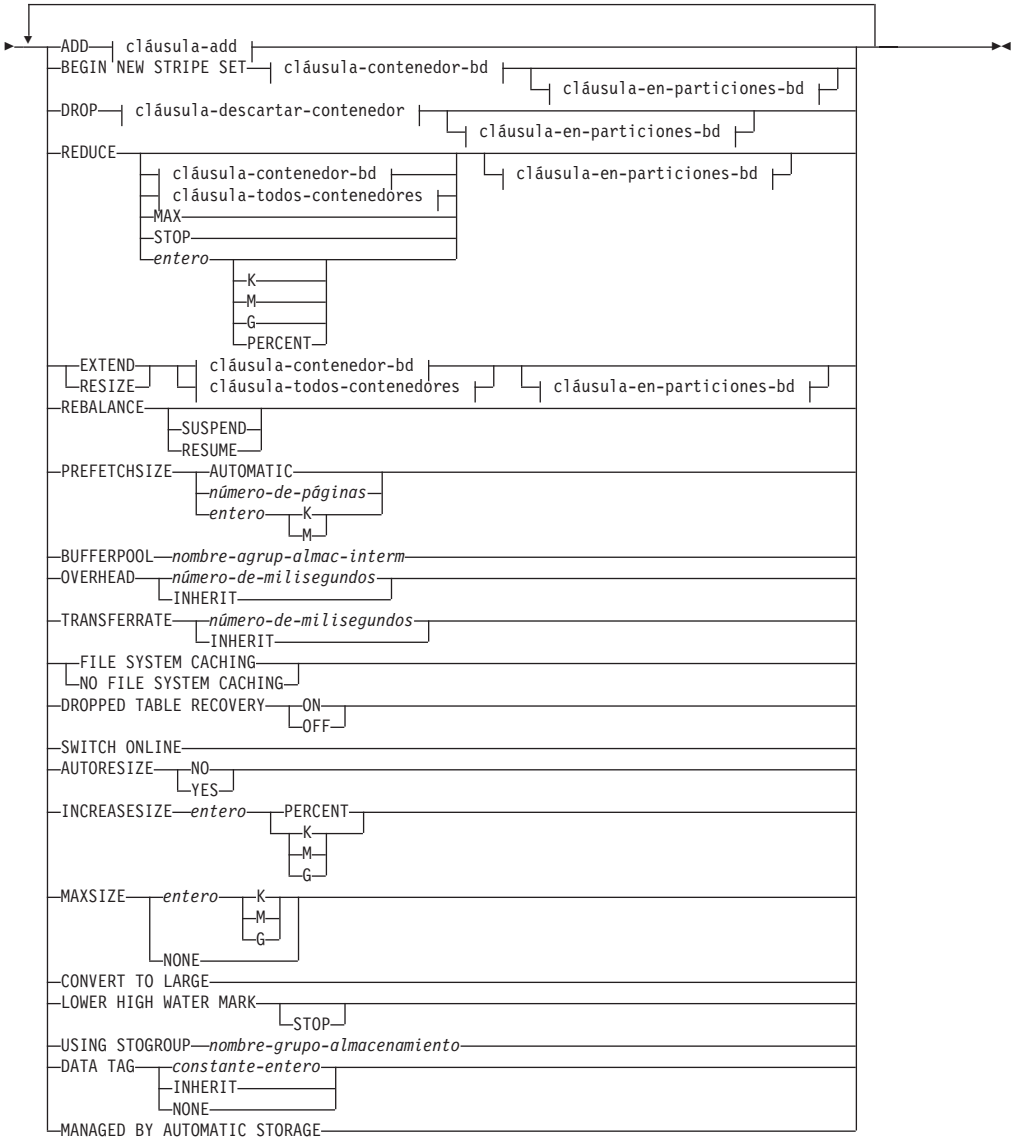 ADD cláusula-add
BEGIN NEW STRIPE SET cláusula-contenedor-bd
cláusula-en-particiones-bd
DROP cláusula-descartar-contenedor
cláusula-en-particiones-bd
REDUCE
cláusula-contenedor-bd cláusula-en-particiones-bd
cláusula-todos-contenedores
MAX
STOP
entero
K
M
G
PERCENT
EXTEND cláusula-contenedor-bd
RESIZE cláusula-todos-contenedores cláusula-en-particiones-bd
REBALANCE
SUSPEND
RESUME
PREFETCHSIZE AUTOMATIC
número-de-páginas
entero K
M
BUFFERPOOL nombre-agrup-almac-interm
OVERHEAD número-de-milisegundos
INHERIT
TRANSFERRATE número-de-milisegundos
INHERIT
FILE SYSTEM CACHING
NO FILE SYSTEM CACHING
DROPPED TABLE RECOVERY ON
OFF
SWITCH ONLINE
AUTORESIZE NO
YES
INCREASESIZE entero PERCENT
K
M
G
MAXSIZE entero K
M
G
NONE
CONVERT TO LARGE
LOWER HIGH WATER MARK
STOP
USING STOGROUP nombre-grupo-almacenamiento
DATA TAG constante-entero
INHERIT
NONE
MANAGED BY AUTOMATIC STORAGE